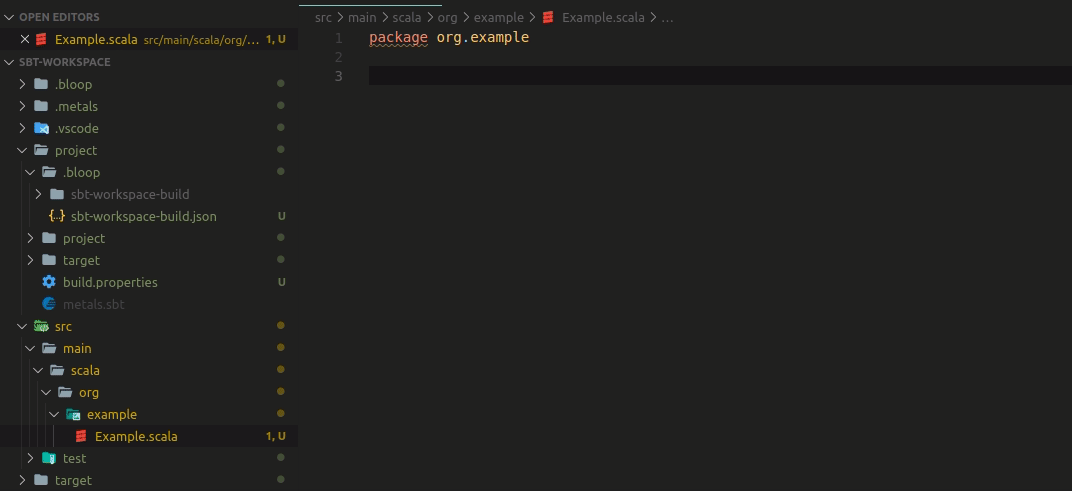 OPEN EDITORS
Example.scala src/main/scala/org/... 1, U
SBT-WORKSPACE
.bloop
.metals
.vscode
project
.bloop
sbt-workspace-build
sbt-workspace-build.json U
project
target
build.properties U
metals.sbt
src
main
scala
org
example
Example.scala 1, U
test
target
src > main > scala > org > example > Example.scala > ...
1 package org.example
2
3